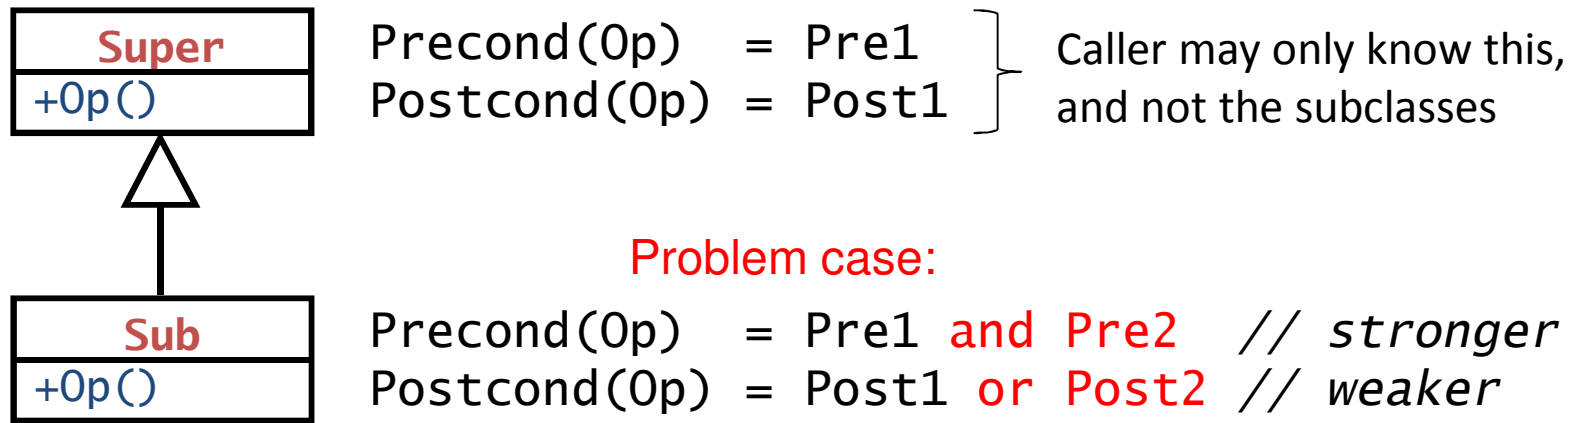 Super
+Op()
Precond(Op) = Pre1
Postcond(Op) = Post1
Caller may only know this,
and not the subclasses
Problem case:
Sub
+Op()
Precond(Op) = Pre1 and Pre2 // stronger
Postcond(Op) = Post1 or Post2 // weaker